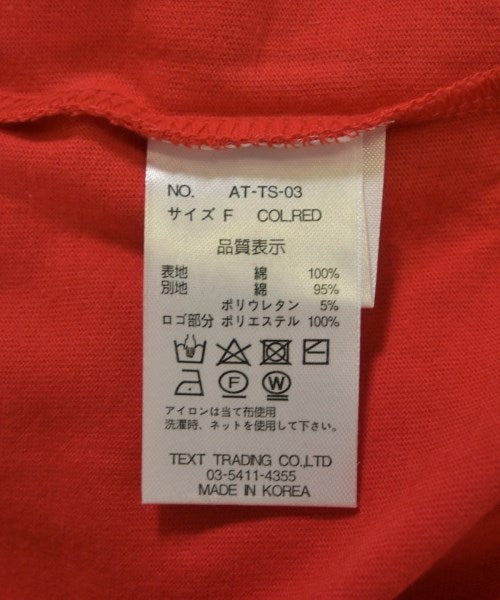 NO. AT-TS-03
サイズ F COL.RED
品質表示
表地 綿 100%
別地 綿 95%
ポリウレタン 5%
ロゴ部分 ポリエステル 100%
F W
アイロンは当て布使用
洗濯時、ネットを使用して下さい。
TEXT TRADING CO.,LTD
03-5411-4355
MADE IN KOREA